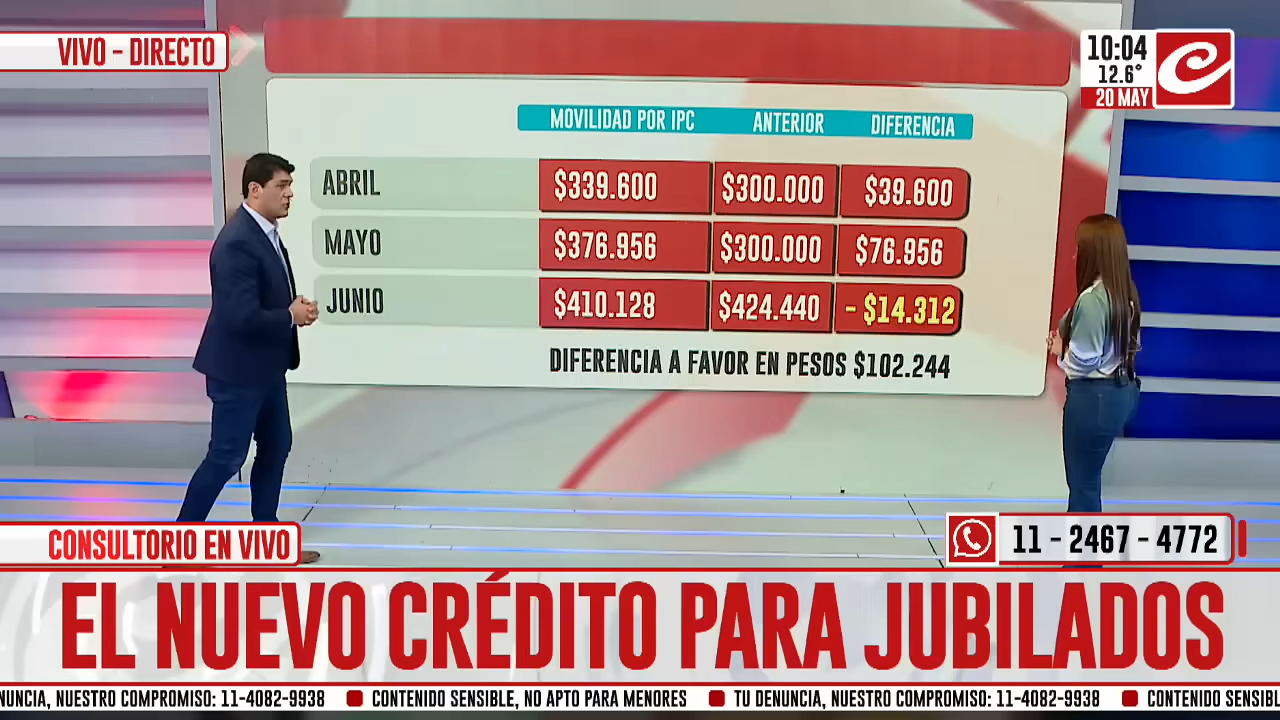 VIVO - DIRECTO
10:04
12.6°
20 MAY
MOVILIDAD POR IPC ANTERIOR DIFERENCIA
ABRIL $339.600 $300.000 $39.600
MAYO $376.956 $300.000 $76.956
JUNIO $410.128 $424.440 - $14.312
DIFERENCIA A FAVOR EN PESOS $102.244
CONSULTORIO EN VIVO
11 - 2467 - 4772
EL NUEVO CRÉDITO PARA JUBILADOS
NUNCIA, NUESTRO COMPROMISO: 11-4082-9938 CONTENIDO SENSIBLE, NO APTO PARA MENORES TU DENUNCIA, NUESTRO COMPROMISO: 11-4082-9938 CONTENIDO SENSIBL